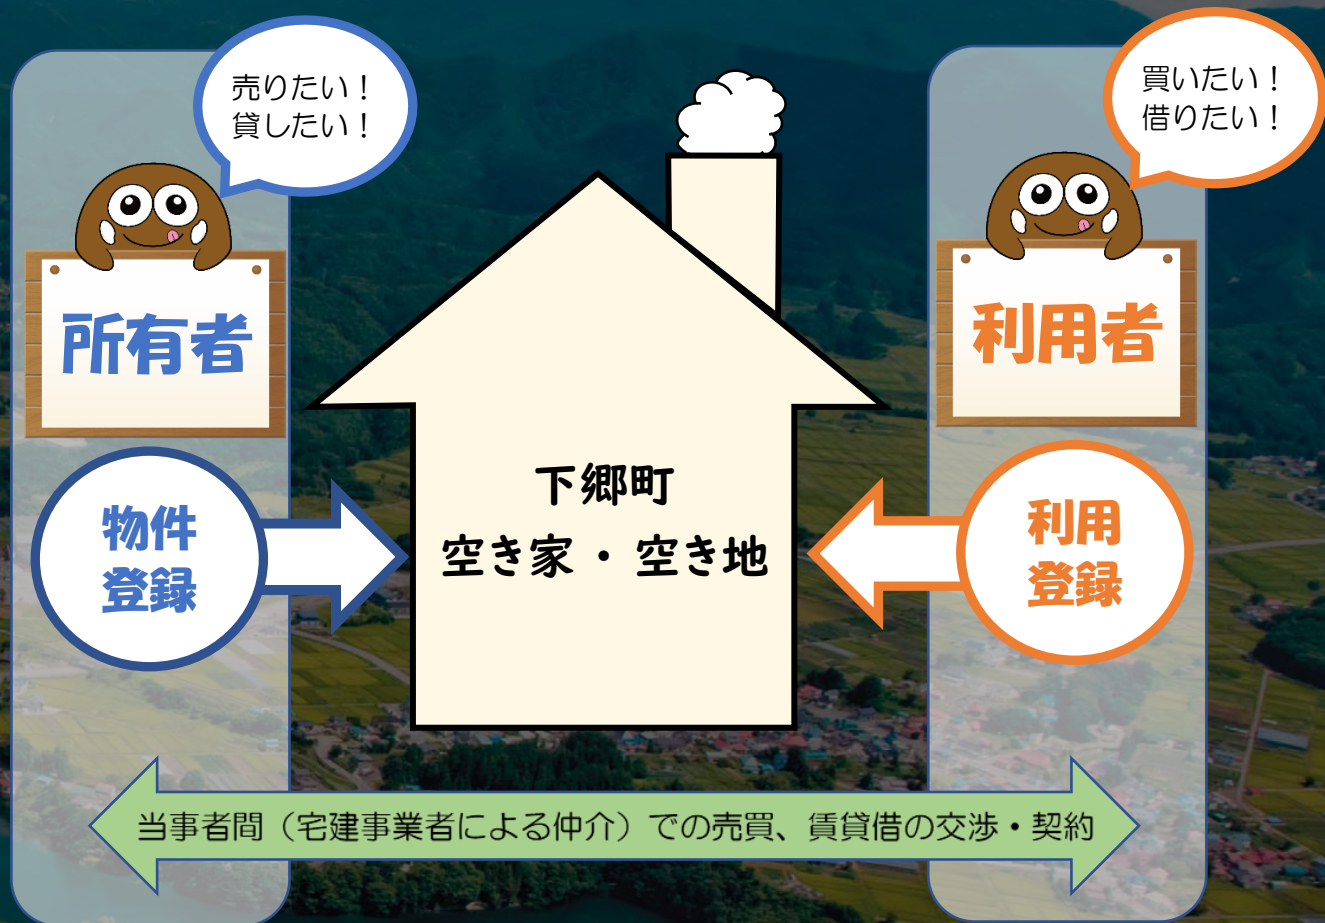 売りたい！
貸したい！
買いたい！
借りたい！
所有者
利用者
下郷町
空き家・空き地
物件
登録
利用
登録
当事者間（宅建事業者による仲介）での売買、賃貸借の交渉・契約